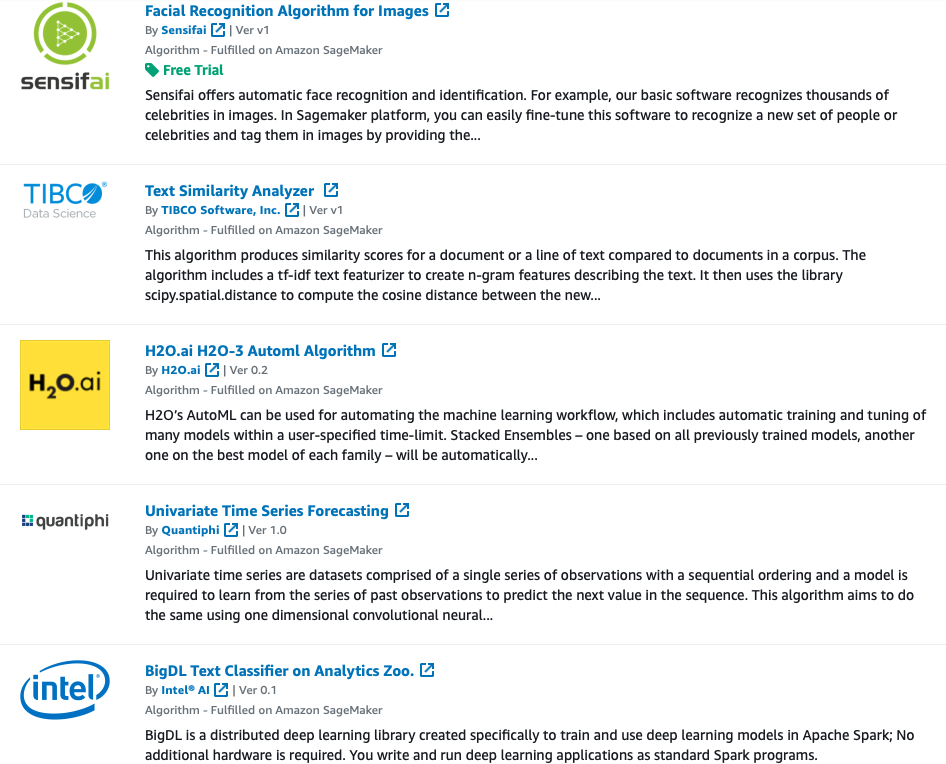 Facial Recognition Algorithm for Images
sensifai
By Sensifai | Ver v1
Algorithm - Fulfilled on Amazon SageMaker
Free Trial
Sensifai offers automatic face recognition and identification. For example, our basic software recognizes thousands of
celebrities in images. In Sagemaker platform, you can easily fine-tune this software to recognize a new set of people or
celebrities and tag them in images by providing the...
TIBCO®
Data Science
Text Similarity Analyzer
By TIBCO Software, Inc. | Ver v1
Algorithm - Fulfilled on Amazon SageMaker
This algorithm produces similarity scores for a document or a line of text compared to documents in a corpus. The
algorithm includes a tf-idf text featurizer to create n-gram features describing the text. It then uses the library
scipy.spatial.distance to compute the cosine distance between the new...
H2O.ai
H2O.ai H2O-3 Automl Algorithm
By H2O.ai | Ver 0.2
Algorithm - Fulfilled on Amazon SageMaker
H2O’s AutoML can be used for automating the machine learning workflow, which includes automatic training and tuning of
many models within a user-specified time-limit. Stacked Ensembles – one based on all previously trained models, another
one on the best model of each family – will be automatically...
quantiphi
Univariate Time Series Forecasting
By Quantiphi | Ver 1.0
Algorithm - Fulfilled on Amazon SageMaker
Univariate time series are datasets comprised of a single series of observations with a sequential ordering and a model is
required to learn from the series of past observations to predict the next value in the sequence. This algorithm aims to do
the same using one dimensional convolutional neural...
intel
BigDL Text Classifier on Analytics Zoo.
By Intel® AI | Ver 0.1
Algorithm - Fulfilled on Amazon SageMaker
BigDL is a distributed deep learning library created specifically to train and use deep learning models in Apache Spark; No
additional hardware is required. You write and run deep learning applications as standard Spark programs.